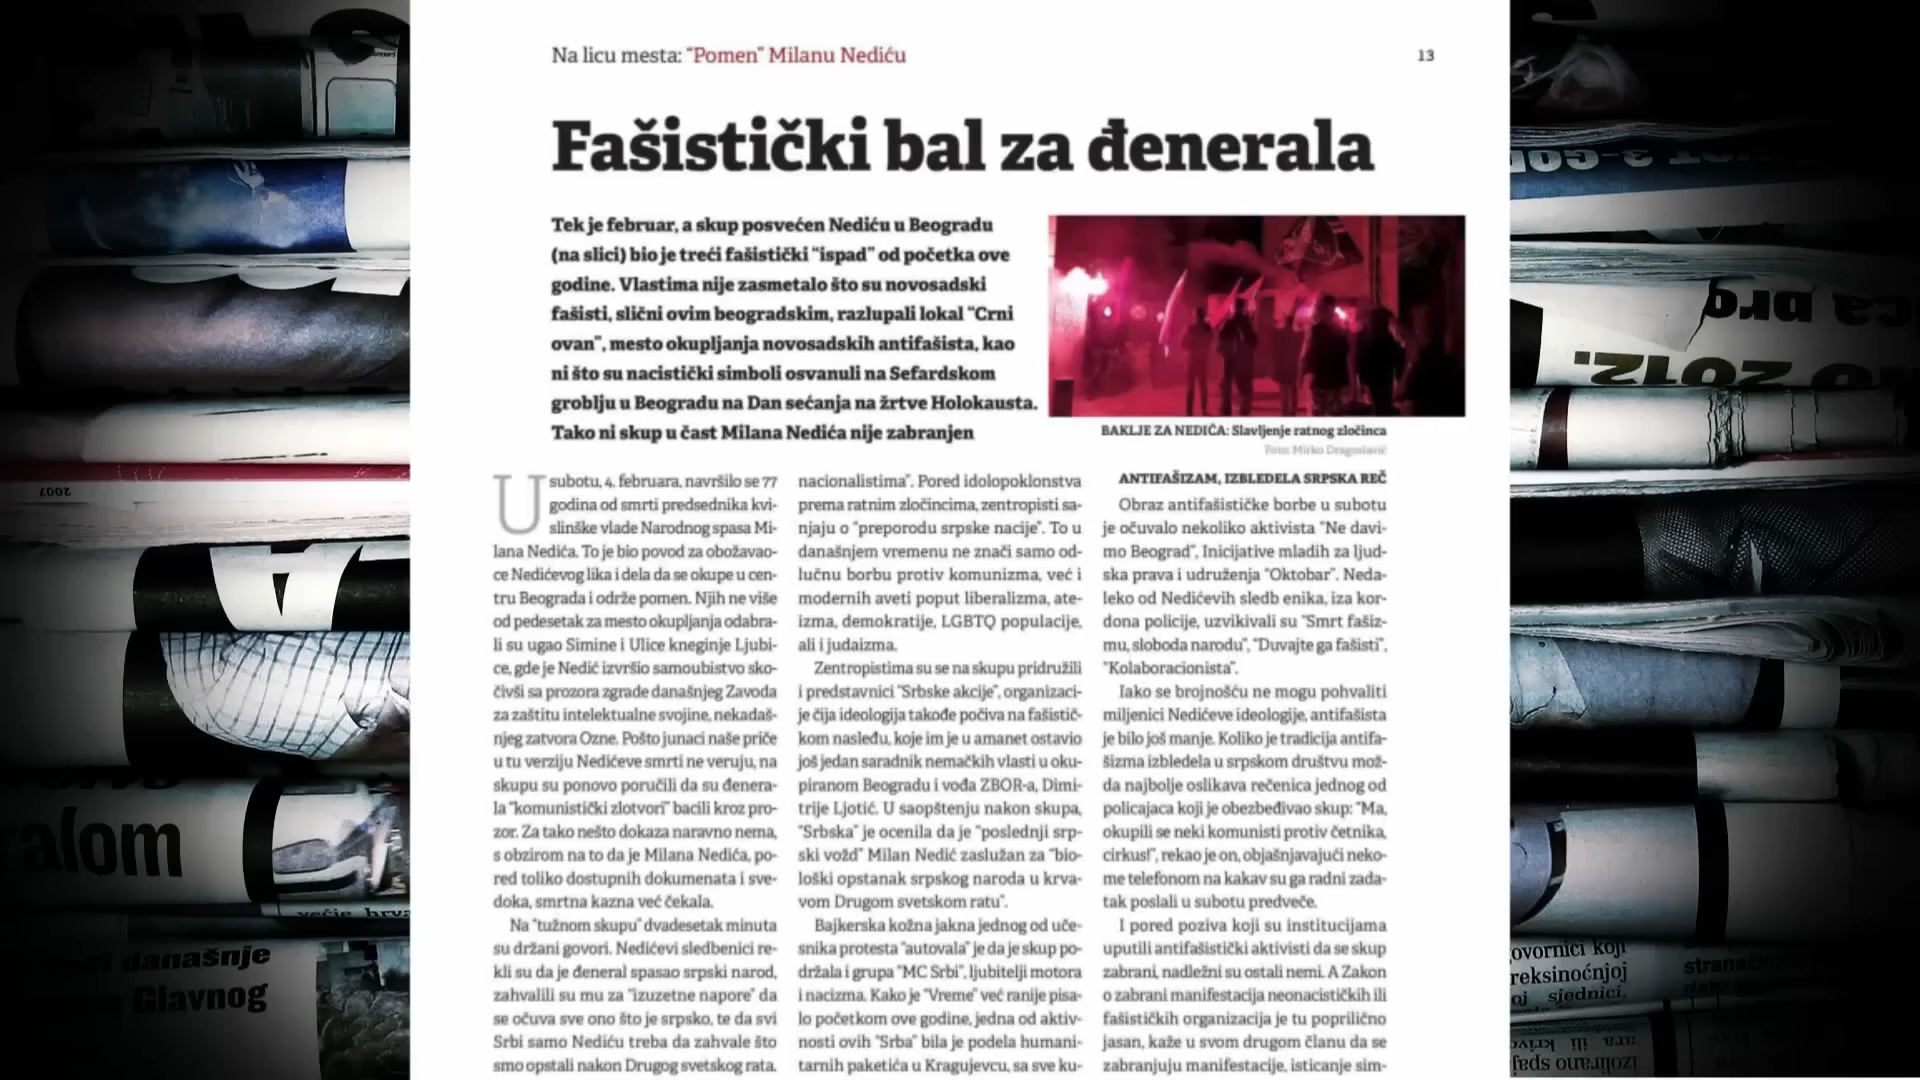 Na licu mesta: “Pomen” Milanu Nediću
13
Fašistički bal za đenerala
Tek je februar, a skup posvećen Nediću u Beogradu
(na slici) bio je treći fašistički “ispad” od početka ove
godine. Vlastima nije zasmetalo što su novosadski
fašisti, slični ovim beogradskim, razlupali lokal “Crni
ovan”, mesto okupljanja novosadskih antifašista, kao
ni što su nacistički simboli osvanuli na Sefardskom
groblju u Beogradu na Dan sećanja na žrtve Holokausta.
Tako ni skup u čast Milana Nedića nije zabranjen
BAKLJE ZA NEDIĆA: Slavljenje ratnog zločinca
Foto: Mirko Dragoslavić
U subotu, 4. februara, navršilo se 77
godina od smrti predsednika kvi-
slinške vlade Narodnog spasa Mi-
lana Nedića. To je bio povod za obožavao-
ce Nedićevog lika i dela da se okupe u cen-
tru Beograda i održe pomen. Njih ne više
od pedesetak za mesto okupljanja odabra-
li su ugao Simine i Ulice kneginje Ljubi-
ce, gde je Nedić izvršio samoubistvo sko-
čivši sa prozora zgrade današnjeg Zavoda
za zaštitu intelektualne svojine, nekadaš-
njeg zatvora Ozne. Pošto junaci naše priče
u tu verziju Nedićeve smrti ne veruju, na
skupu su ponovo poručili da su đenera-
la “komunistički zlotvori” bacili kroz pro-
zor. Za tako nešto dokaza naravno nema,
s obzirom na to da je Milana Nedića, po-
red toliko dostupnih dokumenata i sve-
doka, smrtna kazna već čekala.
Na “tužnom skupu” dvadesetak minuta
su držani govori. Nedićevi sledbenici re-
kli su da je đeneral spasao srpski narod,
zahvalili su mu za “izuzetne napore” da
se očuva sve ono što je srpsko, te da svi
Srbi samo Nediću treba da zahvale što
smo opstali nakon Drugog svetskog rata.
nacionalistima”. Pored idolopoklonstva
prema ratnim zločincima, zentropisti sa-
njaju o “preporodu srpske nacije”. To u
današnjem vremenu ne znači samo od-
lučnu borbu protiv komunizma, već i
modernih aveti poput liberalizma, ate-
izma, demokratije, LGBTQ populacije,
ali i judaizma.
Zentropistima su se na skupu pridružili
i predstavnici “Srbske akcije”, organizaci-
je čija ideologija takođe počiva na fašistič-
kom nasleđu, koje im je u amanet ostavio
još jedan saradnik nemačkih vlasti u oku-
piranom Beogradu i vođa ZBOR-a, Dimi-
trije Ljotić. U saopštenju nakon skupa,
“Srbska” je ocenila da je “poslednji srp-
ski vožd” Milan Nedić zaslužan za “bio-
loški opstanak srpskog naroda u krva-
vom Drugom svetskom ratu”.
Bajkerska kožna jakna jednog od uče-
snika protesta “autovala” je da je skup po-
držala i grupa “MC Srbi”, ljubitelji motora
i nacizma. Kako je “Vreme” već ranije pisa-
lo početkom ove godine, jedna od aktiv-
nosti ovih “Srba” bila je podela humani-
tarnih paketića u Kragujevcu, sa sve ku-
ANTIFAŠIZAM, IZBLEDELA SRPSKA REČ
Obraz antifašističke borbe u subotu
je očuvalo nekoliko aktivista “Ne davi-
mo Beograd”, Inicijative mladih za ljud-
ska prava i udruženja “Oktobar”. Neda-
leko od Nedićevih sledb enika, iza kor-
dona policije, uzvikivali su “Smrt fašiz-
mu, sloboda narodu”, “Duvajte ga fašisti”,
“Kolaboracionista”.
Iako se brojnošću ne mogu pohvaliti
miljenici Nedićeve ideologije, antifašista
je bilo još manje. Koliko je tradicija antifa-
šizma izbledela u srpskom društvu mož-
da najbolje oslikava rečenica jednog od
policajaca koji je obezbeđivao skup: “Ma,
okupili se neki komunisti protiv četnika,
cirkus!”, rekao je on, objašnjavajući neko-
me telefonom na kakav su ga radni zada-
tak poslali u subotu predveče.
I pored poziva koji su institucijama
uputili antifašistički aktivisti da se skup
zabrani, nadležni su ostali nemi. A Zakon
o zabrani manifestacija neonacističkih ili
fašističkih organizacija je tu poprilično
jasan, kaže u svom drugom članu da se
zabranjuju manifestacije, isticanje sim-
2007
ralom
današnje
Glavnog
2012.
ovornici koji
reksinoćnjoj
oj sjednici.